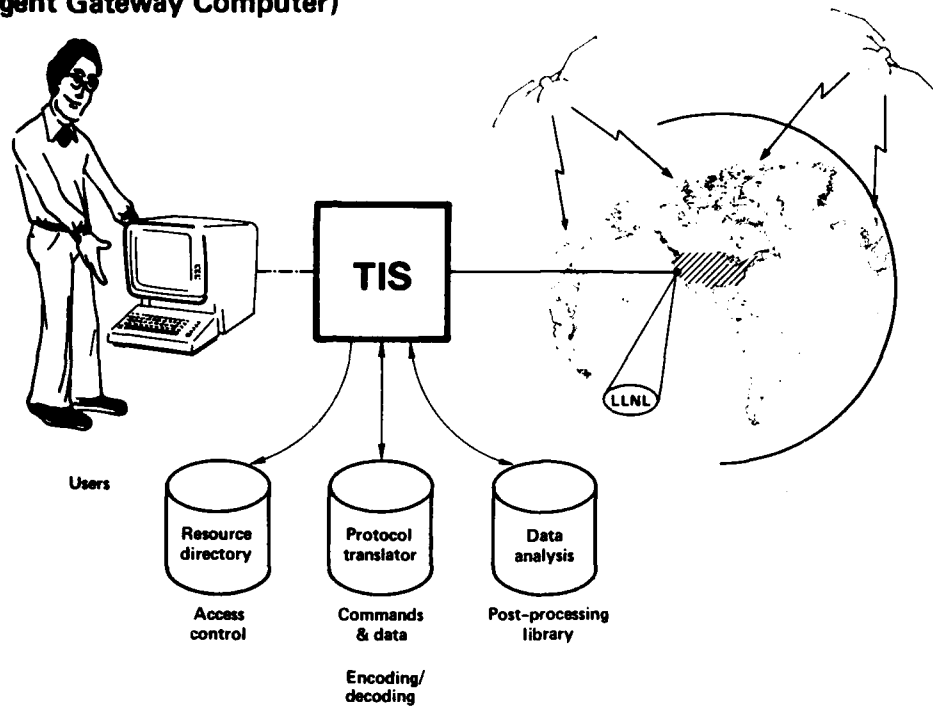 gent Gateway Computer)
TIS
LLNL
Users
Resource
directory
Protocol
translator
Data
analysis
Access
control
Commands
& data
Post-processing
library
Encoding/
decoding